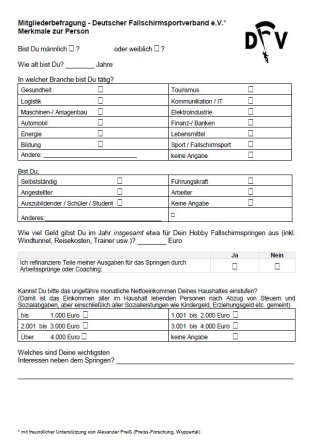 Mitgliederbefragung - Deutscher Fallschirmsportverband e.V.*
Merkmale zur Person
DFV
Bist Du männlich ☐ ? oder weiblich ☐ ?
Wie alt bist Du? ________ Jahre
In welcher Branche bist Du tätig?
Gesundheit ☐ Tourismus ☐
Logistik ☐ Kommunikation / IT ☐
Maschinen-/ Anlagenbau ☐ Elektroindustrie ☐
Automobil ☐ Finanz-/ Banken ☐
Energie ☐ Lebensmittel ☐
Bildung ☐ Sport / Fallschirmsport ☐
Andere: ________________________ keine Angabe ☐
Bist Du:
Selbstständig ☐ Führungskraft ☐
Angestellter ☐ Arbeiter ☐
Auszubildender / Schüler / Student ☐ Keine Angabe ☐
Anderes: ________________________ ☐
Wie viel Geld gibst Du im Jahr insgesamt etwa für Dein Hobby Fallschirmspringen aus (inkl.
Windtunnel, Reisekosten, Trainer usw.)? ________ Euro
Ja Nein
Ich refinanziere Teile meiner Ausgaben für das Springen durch
Arbeitssprünge oder Coaching: ☐ ☐
Kannst Du bitte das ungefähre monatliche Nettoeinkommen Deines Haushaltes einstufen?
(Damit ist das Einkommen aller im Haushalt lebenden Personen nach Abzug von Steuern und
Sozialabgaben, aber einschließlich aller Sozialleistungen wie Kindergeld, Erziehungsgeld etc. gemeint)
bis 1.000 Euro ☐ 1.001 bis 2.000 Euro ☐
2.001 bis 3.000 Euro ☐ 3.001 bis 4.000 Euro ☐
Über 4.000 Euro ☐ keine Angabe ☐
Welches sind Deine wichtigsten
Interessen neben dem Springen? ________________________
* mit freundlicher Unterstützung von Alexander Preiß (Preiss-Forschung, Wuppertal)